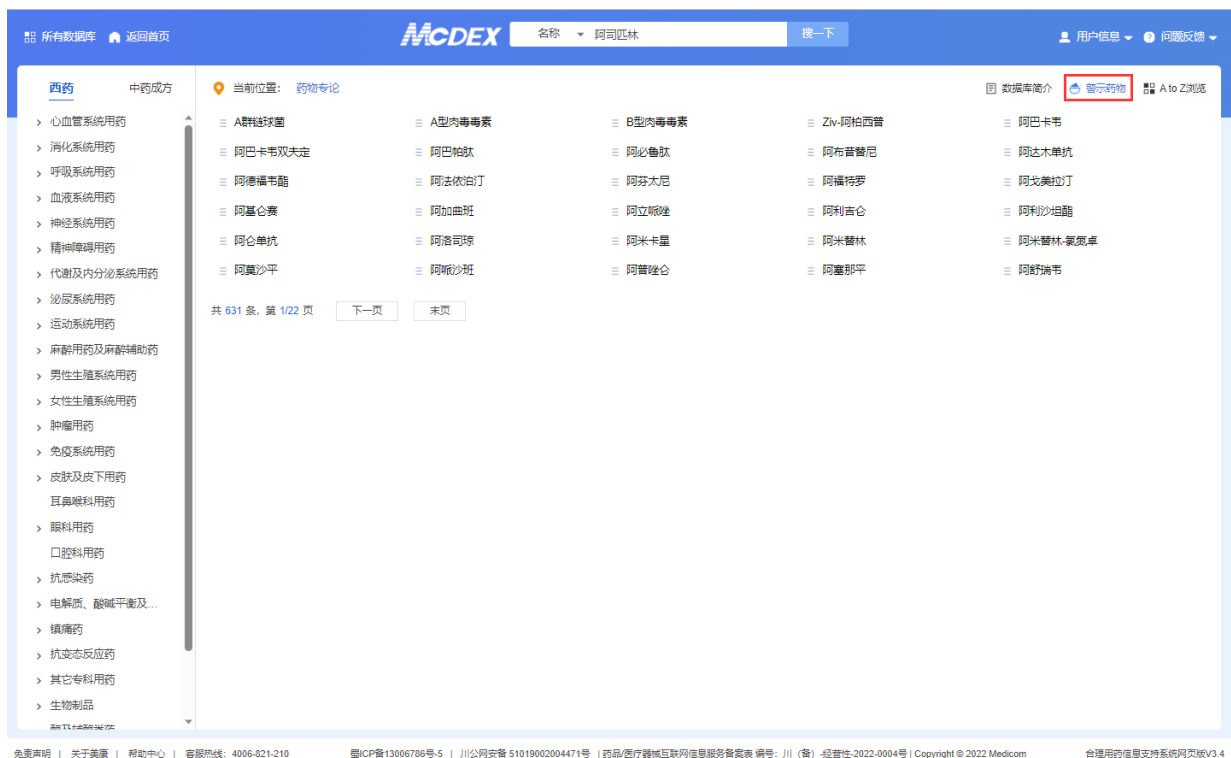 所有数据库 返回首页 MCDEX 名称 阿司匹林 搜一下 用户信息 问题反馈
西药 中药成方 当前位置： 药物专论 数据库简介 警示药物 A to Z浏览
心血管系统用药
消化系统用药
呼吸系统用药
血液系统用药
神经系统用药
精神障碍用药
代谢及内分泌系统用药
泌尿系统用药
运动系统用药
麻醉用药及麻醉辅助药
男性生殖系统用药
女性生殖系统用药
肿瘤用药
免疫系统用药
皮肤及皮下用药
耳鼻喉科用药
眼科用药
口腔科用药
抗感染药
电解质、酸碱平衡及...
镇痛药
抗变态反应药
其它专科用药
生物制品
酶及辅酶类药
A群链球菌 A型肉毒毒素 B型肉毒毒素 Ziv-阿柏西普 阿巴卡韦
阿巴卡韦双夫定 阿巴帕肽 阿必鲁肽 阿布昔替尼 阿达木单抗
阿德福韦酯 阿法依泊汀 阿芬太尼 阿福特罗 阿戈美拉汀
阿基仑赛 阿加曲班 阿立哌唑 阿利吉仑 阿利沙坦酯
阿仑单抗 阿洛司琼 阿米卡星 阿米替林 阿米替林-氯氮卓
阿莫沙平 阿哌沙班 阿普唑仑 阿塞那平 阿舒瑞韦
共 631 条, 第 1/22 页 下一页 末页
免责声明 | 关于美康 | 帮助中心 | 客服热线：4006-821-210 蜀ICP备13006786号-5 | 川公网安备 51019002004471号 | 药品/医疗器械互联网信息服务备案表 编号：川（备）-经营性-2022-0004号 | Copyright © 2022 Medicom 合理用药信息支持系统网页版V3.4